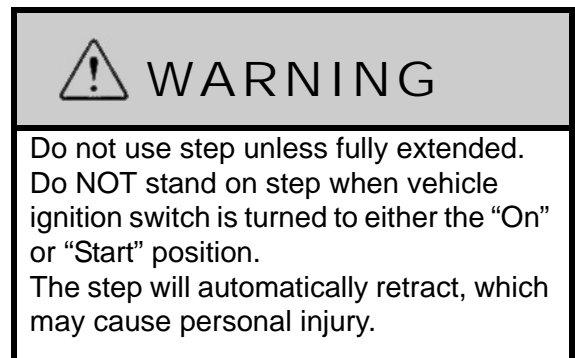 WARNING
Do not use step unless fully extended.
Do NOT stand on step when vehicle
ignition switch is turned to either the “On”
or “Start” position.
The step will automatically retract, which
may cause personal injury.